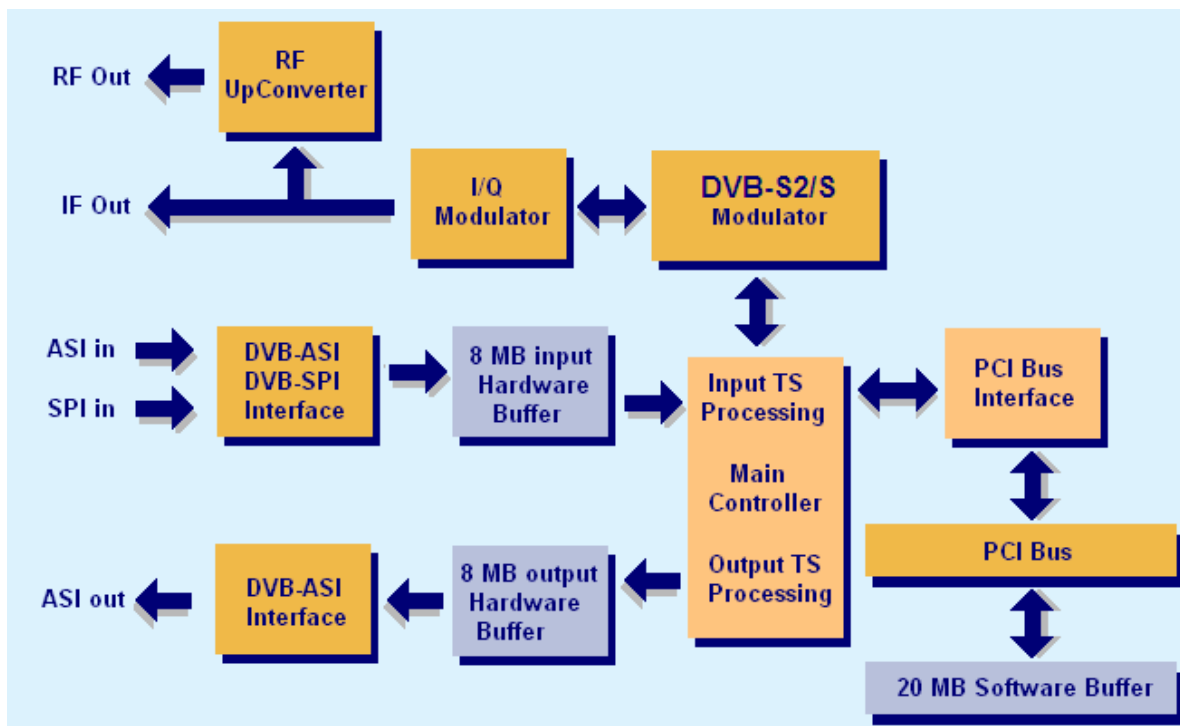 RF Out
RF
UpConverter
IF Out
I/Q
Modulator
DVB-S2/S
Modulator
ASI in
SPI in
DVB-ASI
DVB-SPI
Interface
8 MB input
Hardware
Buffer
Input TS
Processing
Main
Controller
Output TS
Processing
PCI Bus
Interface
PCI Bus
20 MB Software Buffer
8 MB output
Hardware
Buffer
DVB-ASI
Interface
ASI out